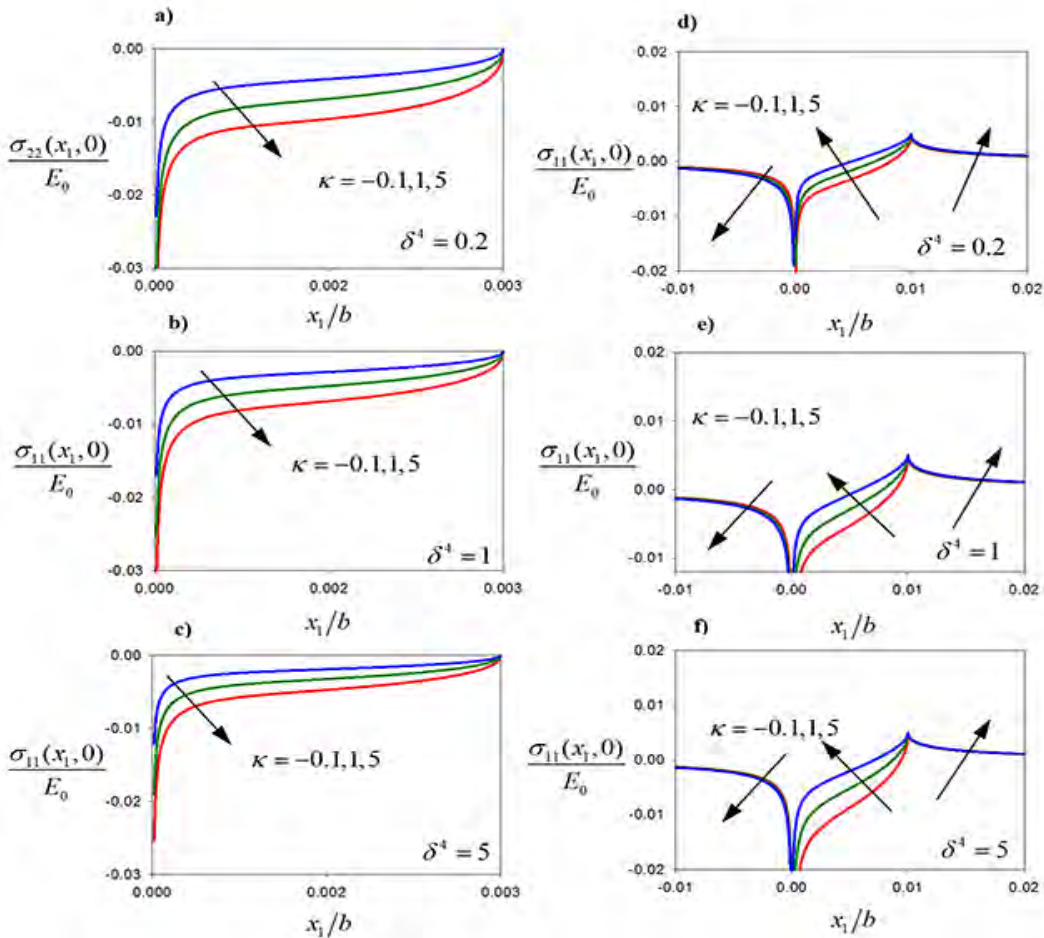 a)
0.00
-0.01
-0.02
-0.03
σ₂₂(x₁,0)
E₀
κ = −0.1,1,5
δ⁴ = 0.2
0.000
0.002
0.003
x₁/b
d)
0.02
0.01
0.00
-0.01
-0.02
σ₁₁(x₁,0)
E₀
κ = −0.1,1,5
δ⁴ = 0.2
-0.01
0.00
0.01
0.02
x₁/b
b)
0.00
-0.01
-0.02
-0.03
σ₁₁(x₁,0)
E₀
κ = −0.1,1,5
δ⁴ = 1
0.000
0.002
0.003
x₁/b
e)
0.02
0.01
0.00
-0.01
σ₁₁(x₁,0)
E₀
κ = −0.1,1,5
δ⁴ = 1
-0.01
0.00
0.01
0.02
x₁/b
c)
0.00
-0.01
-0.02
-0.03
σ₁₁(x₁,0)
E₀
κ = −0.1,1,5
δ⁴ = 5
0.000
0.002
0.003
x₁/b
f)
0.02
0.01
0.00
-0.01
-0.02
σ₁₁(x₁,0)
E₀
κ = −0.1,1,5
δ⁴ = 5
-0.01
0.00
0.01
0.02
x₁/b